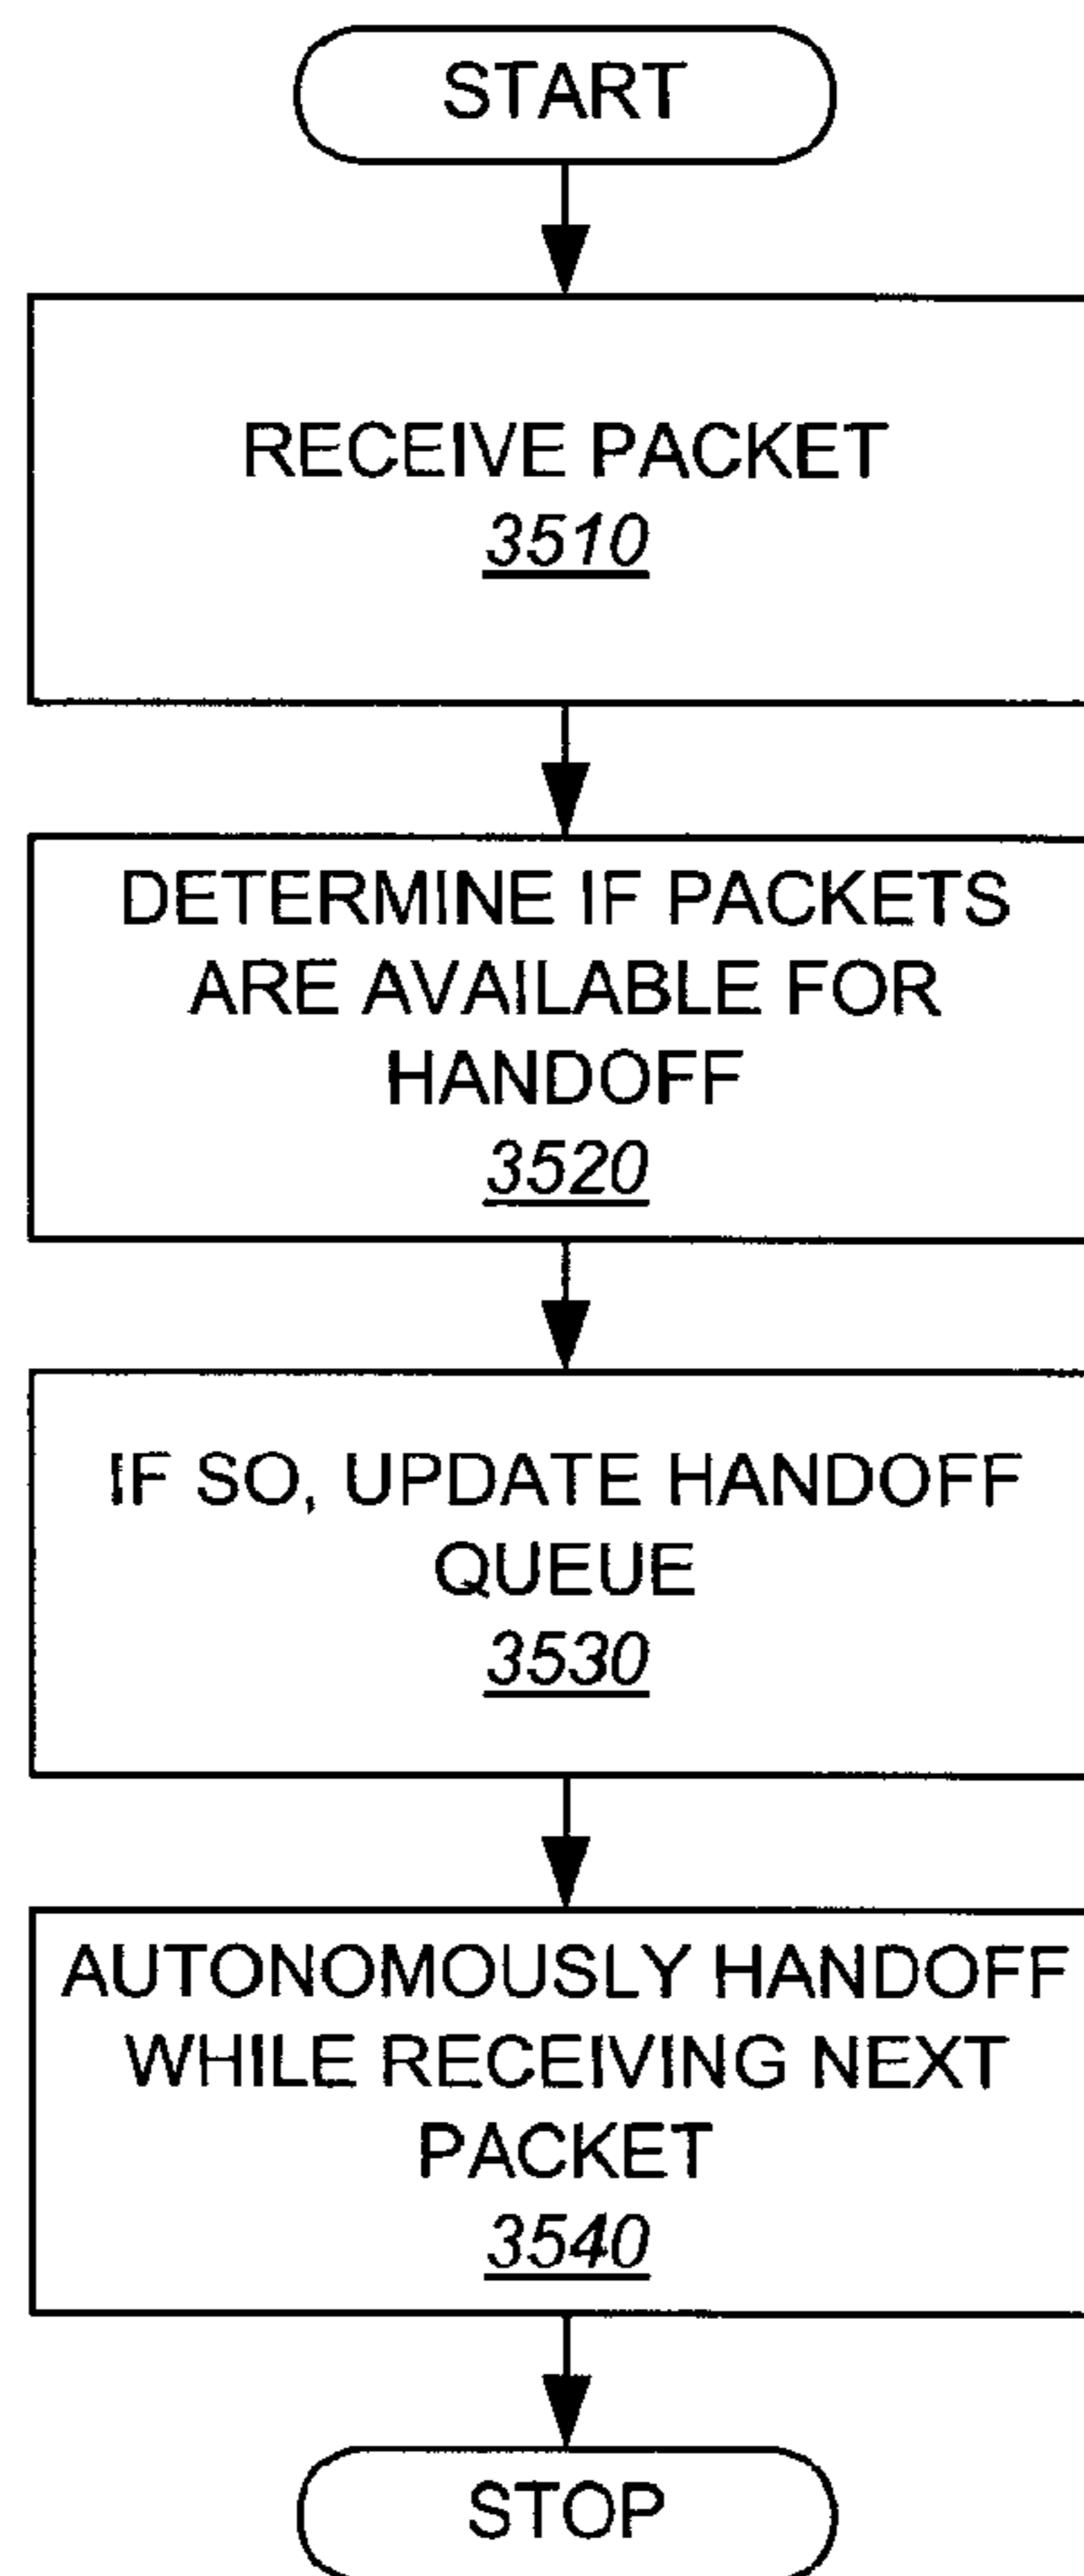 START
RECEIVE PACKET
3510
DETERMINE IF PACKETS
ARE AVAILABLE FOR
HANDOFF
3520
IF SO, UPDATE HANDOFF
QUEUE
3530
AUTONOMOUSLY HANDOFF
WHILE RECEIVING NEXT
PACKET
3540
STOP